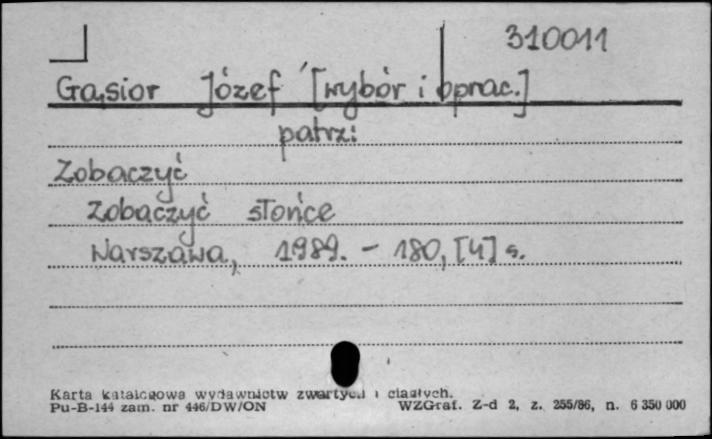 310011
Gąsior Józef [wybór i oprac.]
patrz:
Zobaczyć
Zobaczyć słońce
Warszawa, 1989. - 180, [4] s.
Karta katalogowa wydawnictw zwartych i ciągłych.
Pu-B-144 zam. nr 446/DW/ON WZGraf. Z-d 2, z. 255/86, n. 6 350 000